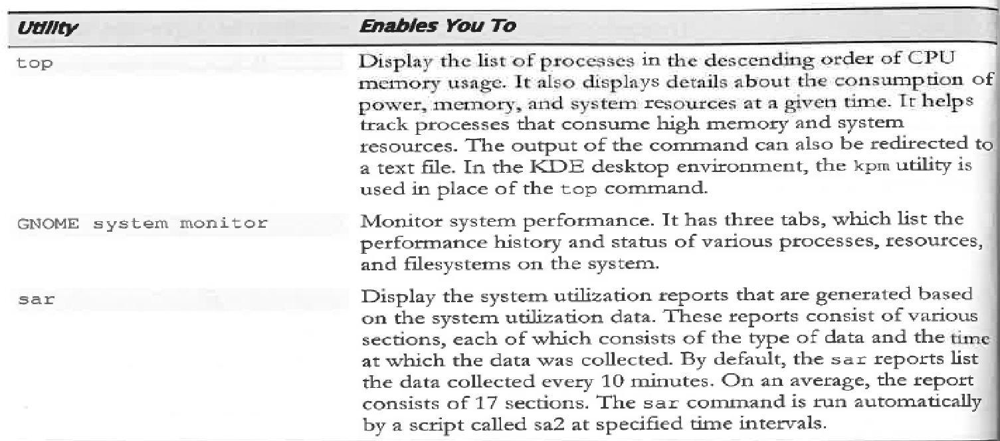 Utility Enables You To
top Display the list of processes in the descending order of CPU
memory usage. It also displays details about the consumption of
power, memory, and system resources at a given time. It helps
track processes that consume high memory and system
resources. The output of the command can also be redirected to
a text file. In the KDE desktop environment, the kpm utility is
used in place of the top command.
GNOME system monitor Monitor system performance. It has three tabs, which list the
performance history and status of various processes, resources,
and filesystems on the system.
sar Display the system utilization reports that are generated based
on the system utilization data. These reports consist of various
sections, each of which consists of the type of data and the time
at which the data was collected. By default, the sar reports list
the data collected every 10 minutes. On an average, the report
consists of 17 sections. The sar command is run automatically
by a script called sa2 at specified time intervals.